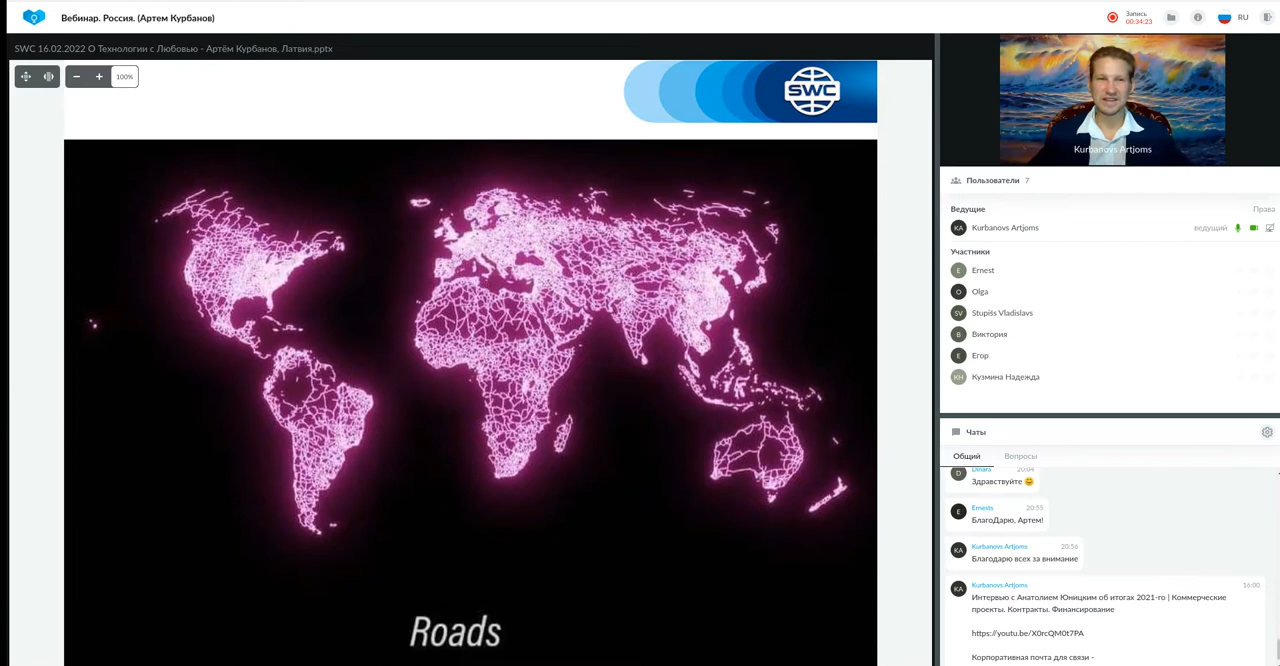 Вебинар. Россия. (Артем Курбанов)
Запись
00:34:23
RU
SWC 16.02.2022 О Технологии с Любовью - Артём Курбанов, Латвия.pptx
100%
SWC
Roads
Kurbanovs Artjoms
Пользователи 7
Ведущие Права
KA Kurbanovs Artjoms ведущий
Участники
E Ernest
O Olga
SV Stupišs Vladislavs
В Виктория
Е Егор
КН Кузмина Надежда
Чаты
Общий Вопросы
D Dinara 20:04
Здравствуйте
E Ernests 20:55
БлагоДарю, Артем!
KA Kurbanovs Artjoms 20:56
Благодарю всех за внимание
KA Kurbanovs Artjoms 16:00
Интервью с Анатолием Юницким об итогах 2021-го | Коммерческие
проекты. Контракты. Финансирование
https://youtu.be/X0rcQM0t7PA
Корпоративная почта для связи -